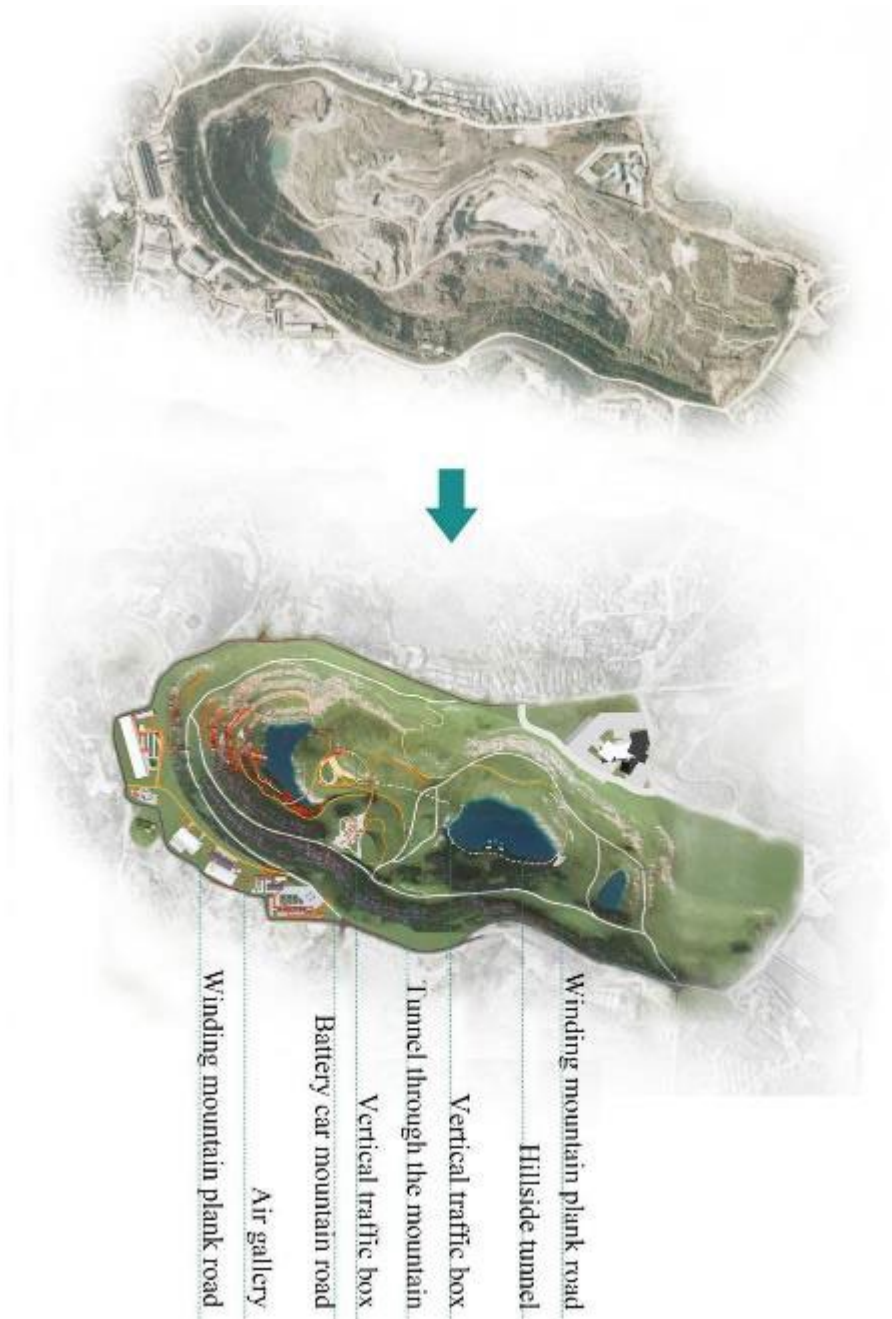 Winding mountain plank road
Air gallery
Battery car mountain road
Vertical traffic box
Tunnel through the mountain
Vertical traffic box
Hillside tunnel
Winding mountain plank road